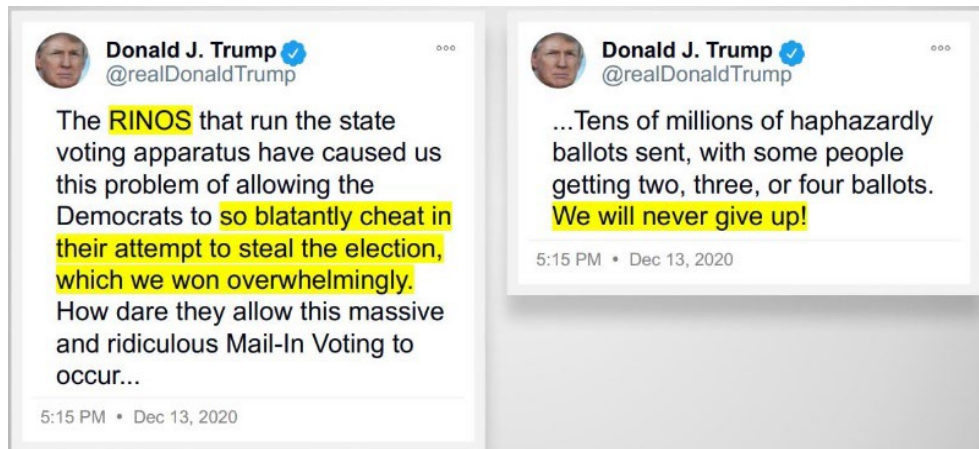 Donald J. Trump
@realDonaldTrump
The RINOS that run the state
voting apparatus have caused us
this problem of allowing the
Democrats to so blatantly cheat in
their attempt to steal the election,
which we won overwhelmingly.
How dare they allow this massive
and ridiculous Mail-In Voting to
occur...
5:15 PM • Dec 13, 2020
Donald J. Trump
@realDonaldTrump
...Tens of millions of haphazardly
ballots sent, with some people
getting two, three, or four ballots.
We will never give up!
5:15 PM • Dec 13, 2020